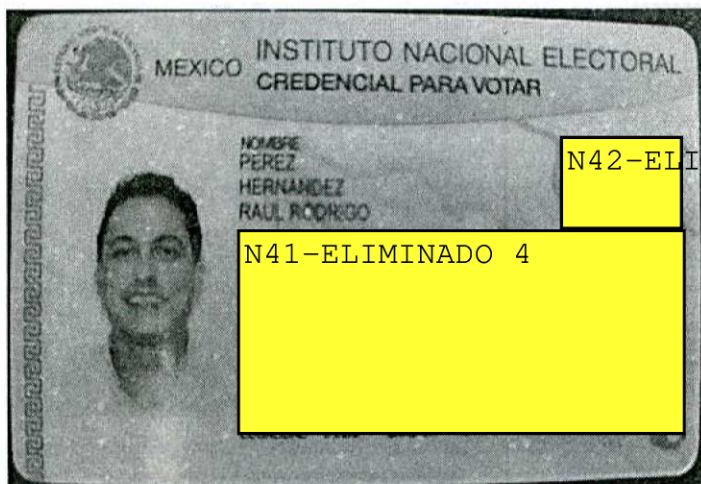 MEXICO
INSTITUTO NACIONAL ELECTORAL
CREDENCIAL PARA VOTAR
NOMBRE
PEREZ
HERNANDEZ
RAUL RODRIGO
N42-ELI
N41-ELIMINADO 4